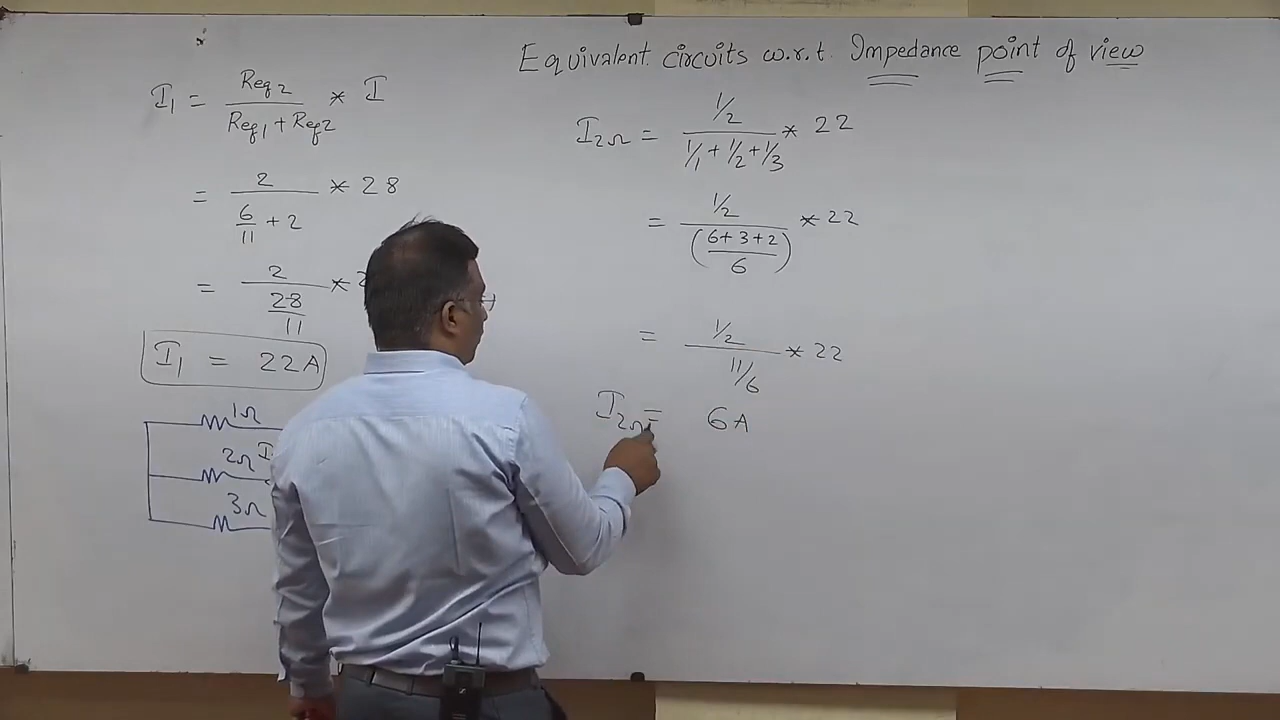 Equivalent circuits w.r.t. Impedance point of view
I₁ = Req2 / (Req1 + Req2) * I
= 2 / (6/11 + 2) * 28
= 2 / (28/11) *
I₁ = 22A
1Ω
2Ω I
3Ω
I2Ω = 1/2 / (1/1 + 1/2 + 1/3) * 22
= 1/2 / ((6+3+2)/6) * 22
= 1/2 / (11/6) * 22
I2Ω = 6A